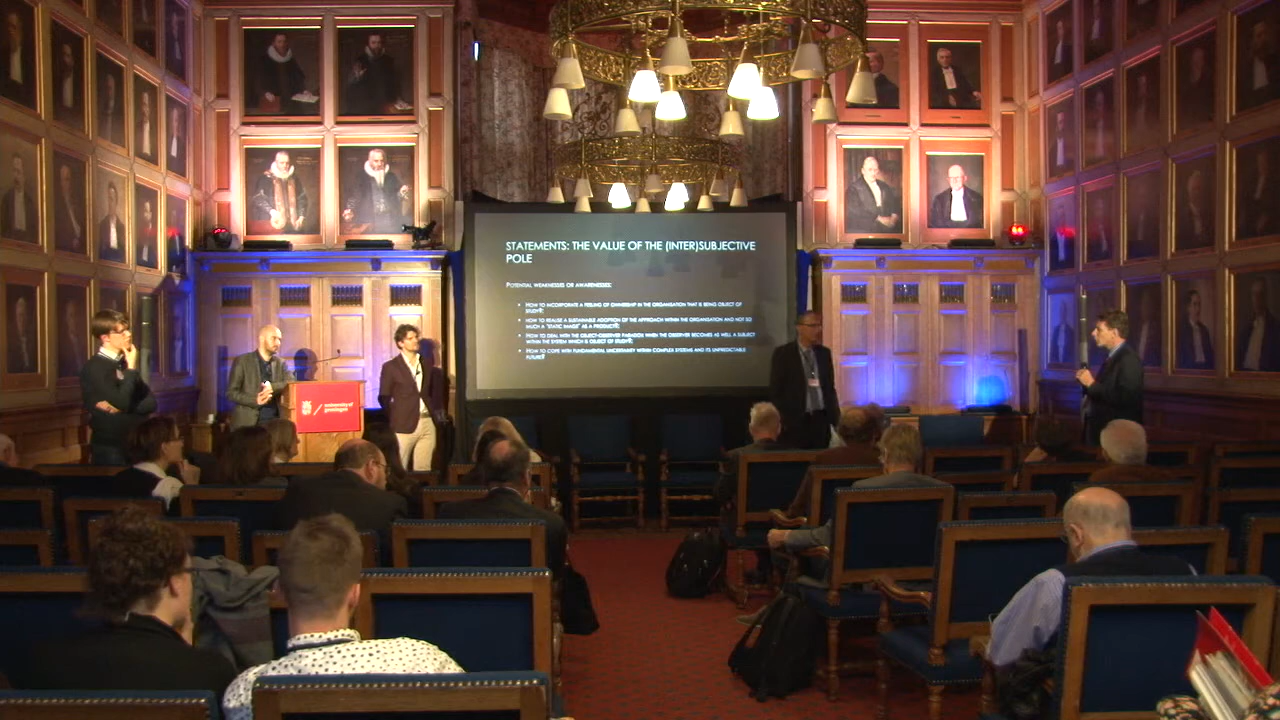 STATEMENTS: THE VALUE OF THE (INTER)SUBJECTIVE
POLE
POTENTIAL WEAKNESSES OR AWARENESSES:
HOW TO INCORPORATE A FEELING OF OWNERSHIP IN THE ORGANISATION THAT IS BEING OBJECT OF
STUDY?
HOW TO REALISE A SUSTAINABLE ADOPTION OF THE APPROACH WITHIN THE ORGANISATION AND NOT SO
MUCH A "STATIC IMAGE" AS A PRODUCT?
HOW TO DEAL WITH THE OBJECT-OBSERVER PARADOX WHEN THE OBSERVER BECOMES AS WELL A SUBJECT
WITHIN THE SYSTEM WHICH IS OBJECT OF STUDY?
HOW TO COPE WITH FUNDAMENTAL UNCERTAINTY WITHIN COMPLEX SYSTEMS AND ITS UNPREDICTABLE
FUTURE?
university of
groningen